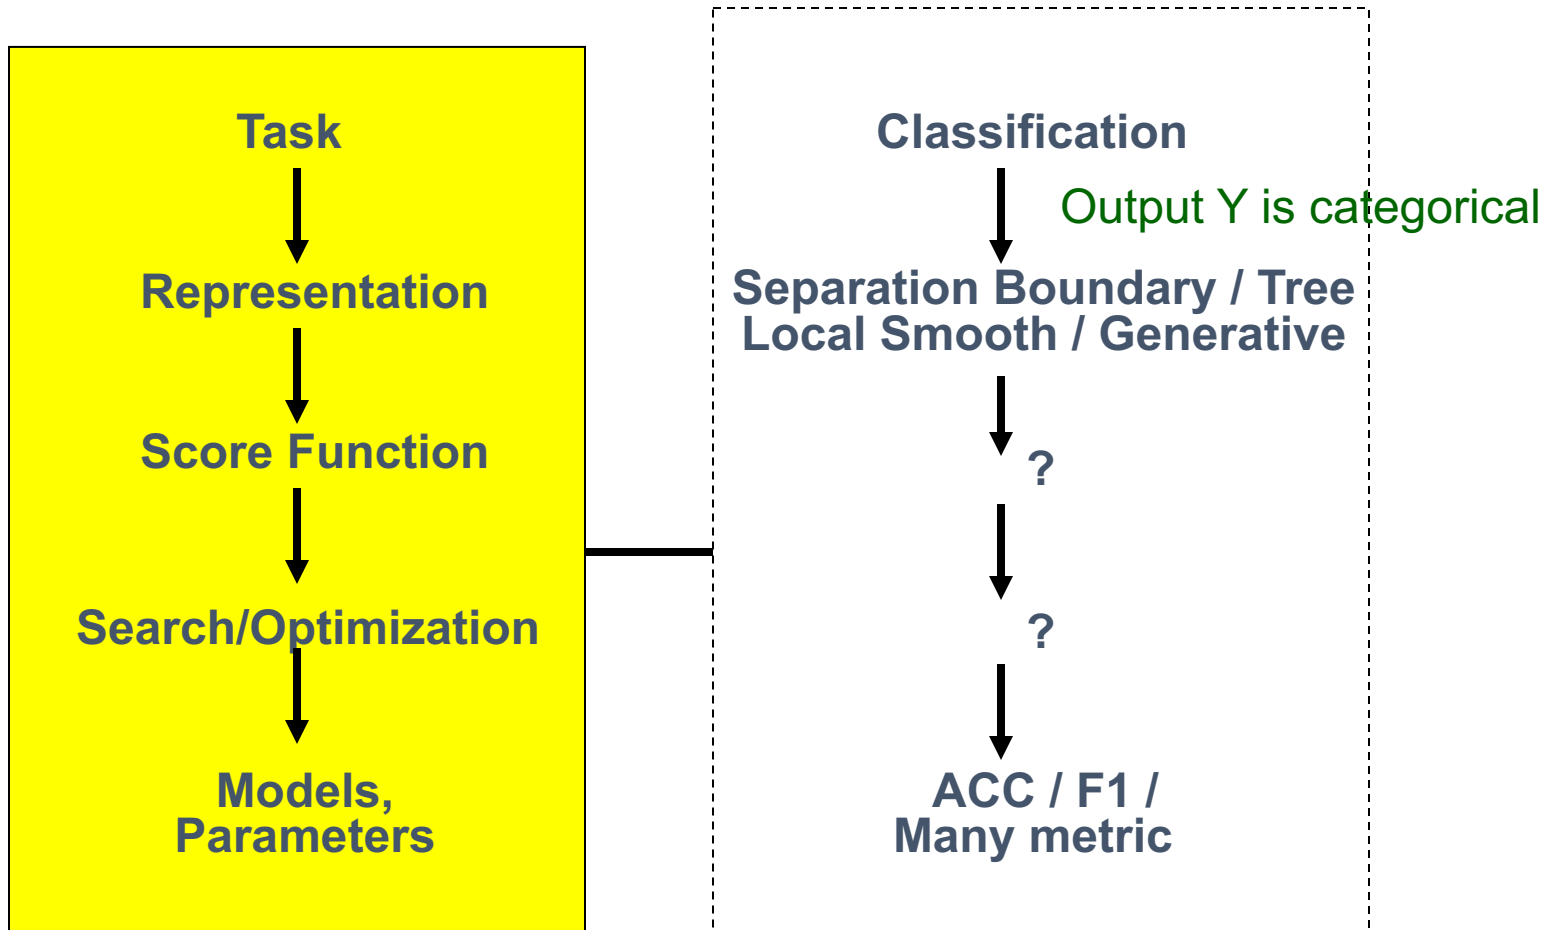 Task
Representation
Score Function
Search/Optimization
Models,
Parameters
Classification
Output Y is categorical
Separation Boundary / Tree
Local Smooth / Generative
?
?
ACC / F1 /
Many metric